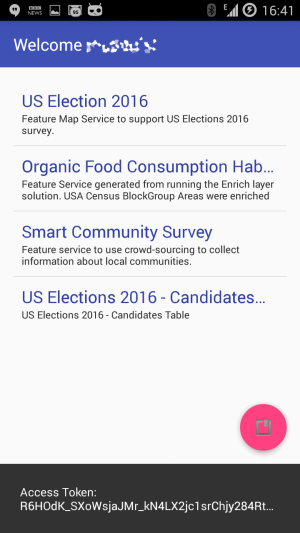 BBC
NEWS
E
16:41
Welcome
US Election 2016
Feature Map Service to support US Elections 2016
survey.
Organic Food Consumption Hab...
Feature Service generated from running the Enrich layer
solution. USA Census BlockGroup Areas were enriched
Smart Community Survey
Feature service to use crowd-sourcing to collect
information about local communities.
US Elections 2016 - Candidates...
US Elections 2016 - Candidates Table
Access Token:
R6HOdK_SXoWsjaJMr_kN4LX2jc1srChjy284Rt...